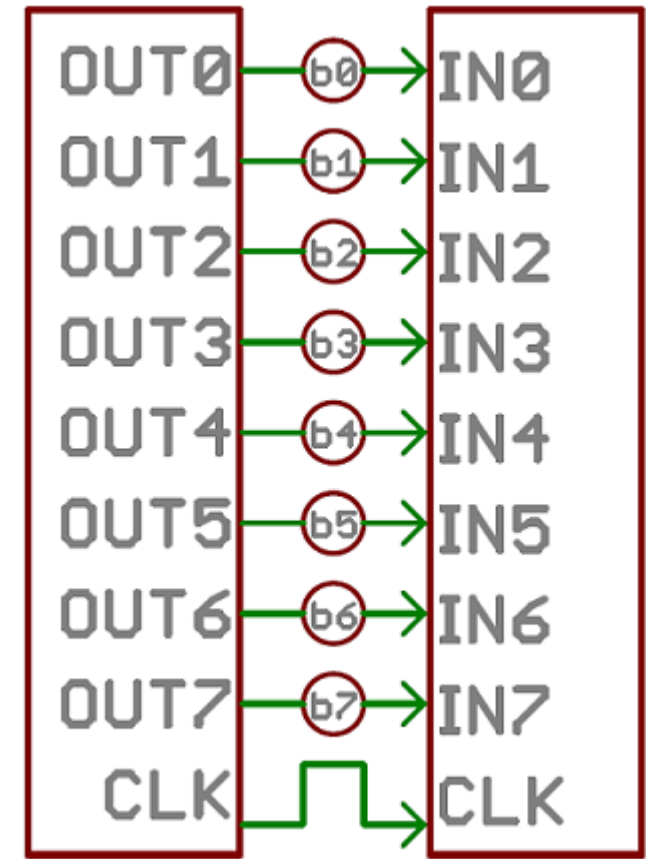 OUT0 b0 IN0
OUT1 b1 IN1
OUT2 b2 IN2
OUT3 b3 IN3
OUT4 b4 IN4
OUT5 b5 IN5
OUT6 b6 IN6
OUT7 b7 IN7
CLK CLK